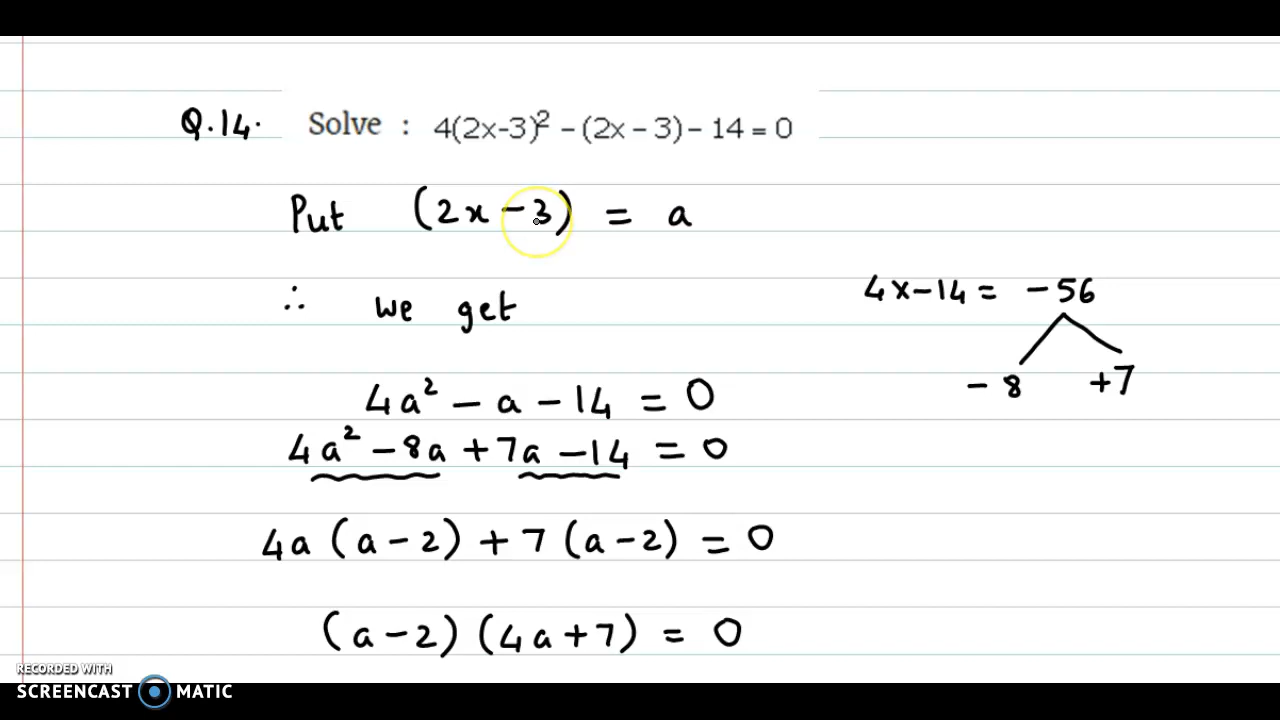 Q.14. Solve : 4(2x-3)² - (2x - 3) - 14 = 0
Put (2x - 3) = a
∴ we get
4x-14 = -56
-8 +7
4a² - a - 14 = 0
4a² - 8a + 7a - 14 = 0
4a (a - 2) + 7 (a - 2) = 0
(a - 2) (4a + 7) = 0
RECORDED WITH
SCREENCAST MATIC